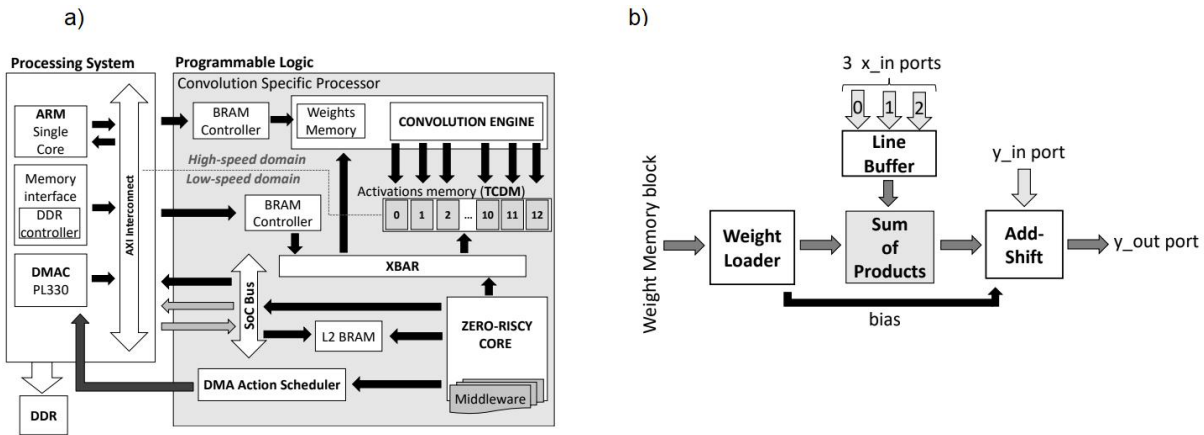 a)
Processing System
ARM
Single
Core
Memory
interface
DDR
controller
DMAC
PL330
AXI Interconnect
DDR
Programmable Logic
Convolution Specific Processor
BRAM
Controller
Weights
Memory
CONVOLUTION ENGINE
High-speed domain
Low-speed domain
Activations memory (TCDM)
0 1 2 ... 10 11 12
BRAM
Controller
XBAR
SoC Bus
L2 BRAM
ZERO-RISCY
CORE
Middleware
DMA Action Scheduler
b)
3 x_in ports
0 1 2
Line
Buffer
y_in port
Weight Memory block
Weight
Loader
Sum
of
Products
Add-
Shift
y_out port
bias